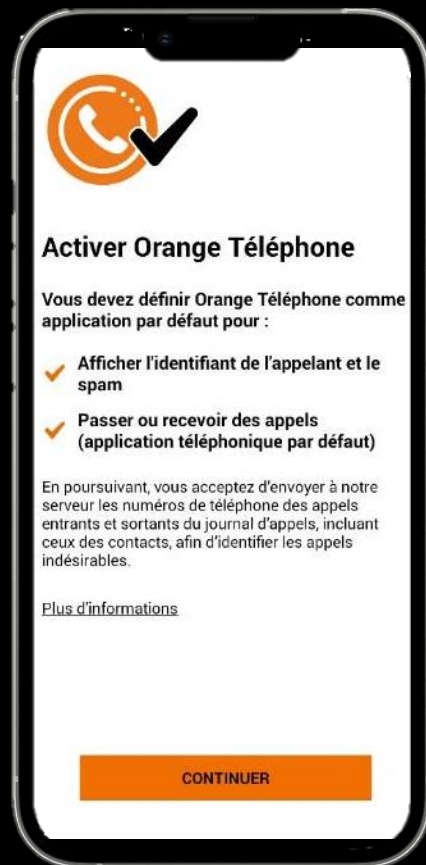 Activer Orange Téléphone
Vous devez définir Orange Téléphone comme
application par défaut pour :
Afficher l'identifiant de l'appelant et le
spam
Passer ou recevoir des appels
(application téléphonique par défaut)
En poursuivant, vous acceptez d'envoyer à notre
serveur les numéros de téléphone des appels
entrants et sortants du journal d'appels, incluant
ceux des contacts, afin d'identifier les appels
indésirables.
Plus d'informations
CONTINUER